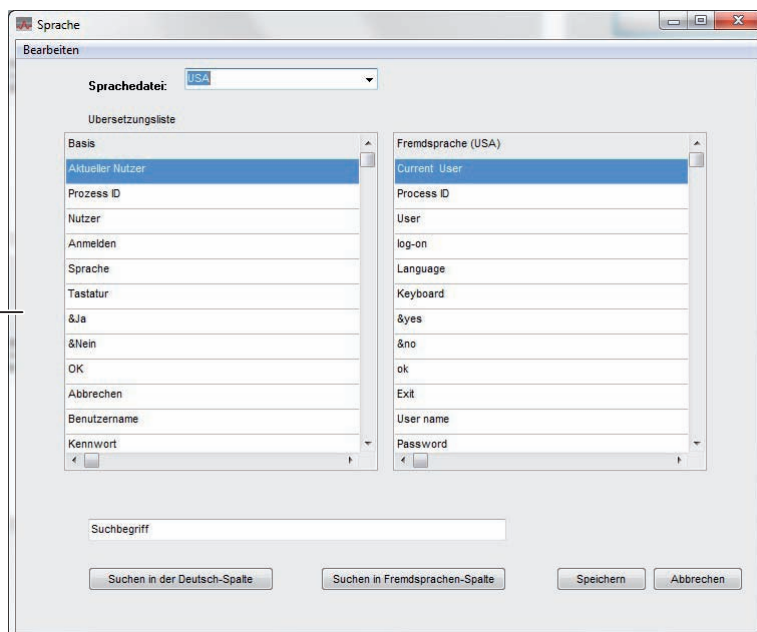 Sprache
Bearbeiten
Sprachedatei: USA
Übersetzungsliste
Basis
Aktueller Nutzer
Prozess ID
Nutzer
Anmelden
Sprache
Tastatur
&Ja
&Nein
OK
Abbrechen
Benutzername
Kennwort
Fremdsprache (USA)
Current User
Process ID
User
log-on
Language
Keyboard
&yes
&no
ok
Exit
User name
Password
Suchbegriff
Suchen in der Deutsch-Spalte
Suchen in Fremdsprachen-Spalte
Speichern
Abbrechen